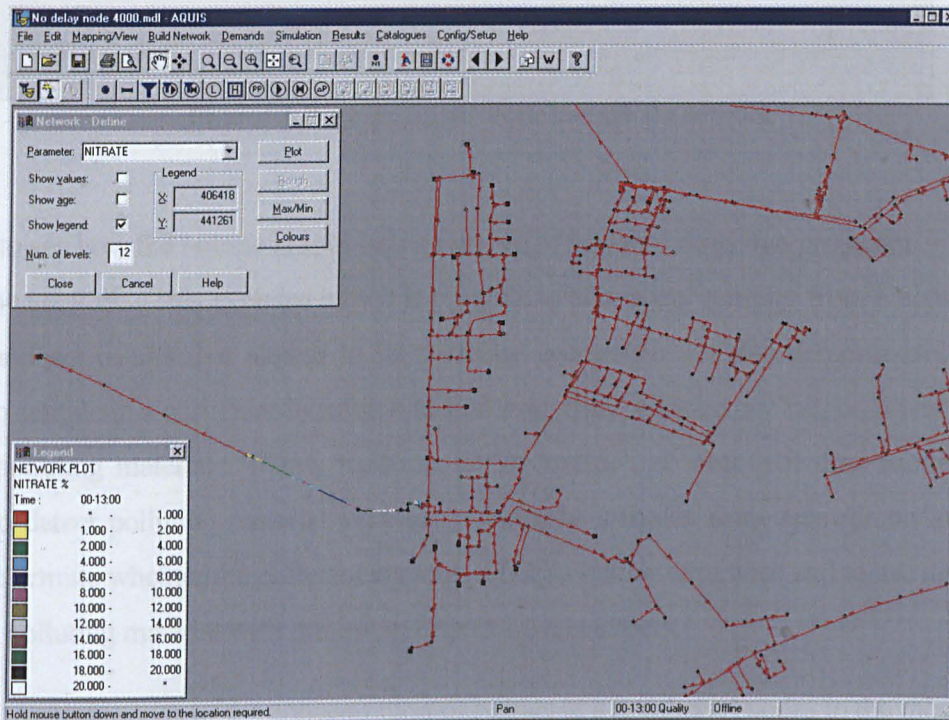 No delay node 4000.mdl - AQUIS
File Edit Mapping/View Build Network Demands Simulation Results Catalogues Config/Setup Help
Network - Define
Parameter: NITRATE
Plot
Show values:
Legend
Show age:
X: 406418
Max/Min
Show legend:
Y: 441261
Colours
Num. of levels: 12
Close Cancel Help
Legend
NETWORK PLOT
NITRATE %
Time : 00-13:00
* 1.000
1.000 - 2.000
2.000 - 4.000
4.000 - 6.000
6.000 - 8.000
8.000 - 10.000
10.000 - 12.000
12.000 - 14.000
14.000 - 16.000
16.000 - 18.000
18.000 - 20.000
20.000 - *
Hold mouse button down and move to the location required. Pan 00-13:00 Quality Offline